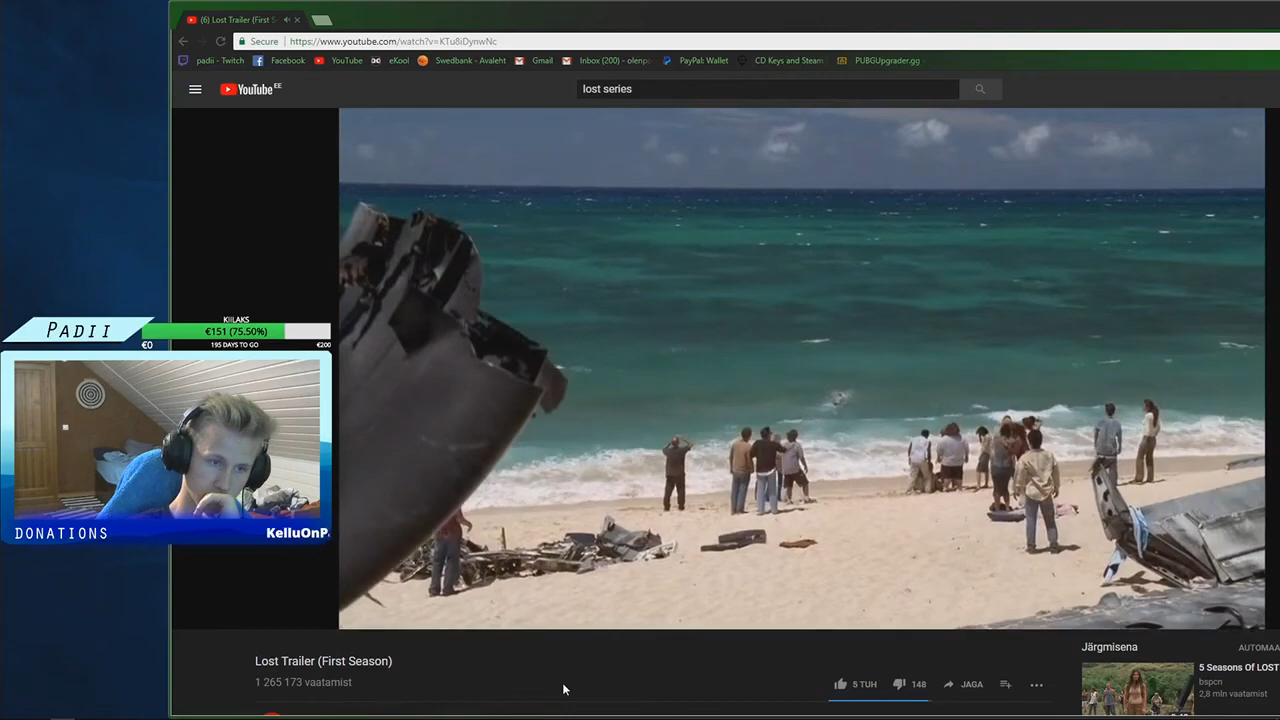 (6) Lost Trailer (First S
Secure https://www.youtube.com/watch?v=KTu8iDynwNc
padii - Twitch Facebook YouTube eKool Swedbank - Avaleht Gmail Inbox (200) - olenpa PayPal: Wallet CD Keys and Steam PUBGUpgrader.gg
YouTube EE
lost series
KIILAKS
PADII
€151 (75.50%)
€0 195 DAYS TO GO €200
DONATIONS KelluOnP
Lost Trailer (First Season)
1 265 173 vaatamist
5 TUH 148 JAGA
Järgmisena AUTOMAA
5 Seasons Of LOST
bspcn
2,8 mln vaatamist